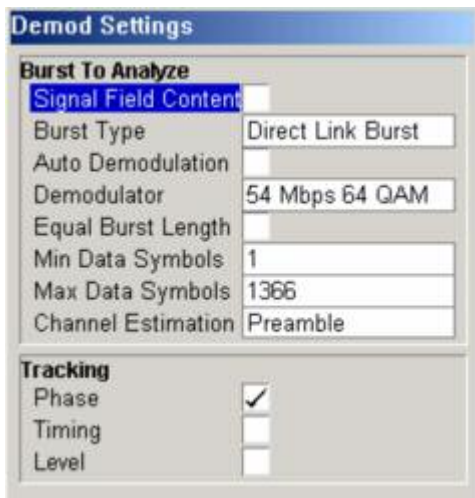 Demod Settings
Burst To Analyze
Signal Field Content
Burst Type Direct Link Burst
Auto Demodulation
Demodulator 54 Mbps 64 QAM
Equal Burst Length
Min Data Symbols 1
Max Data Symbols 1366
Channel Estimation Preamble
Tracking
Phase ✓
Timing
Level